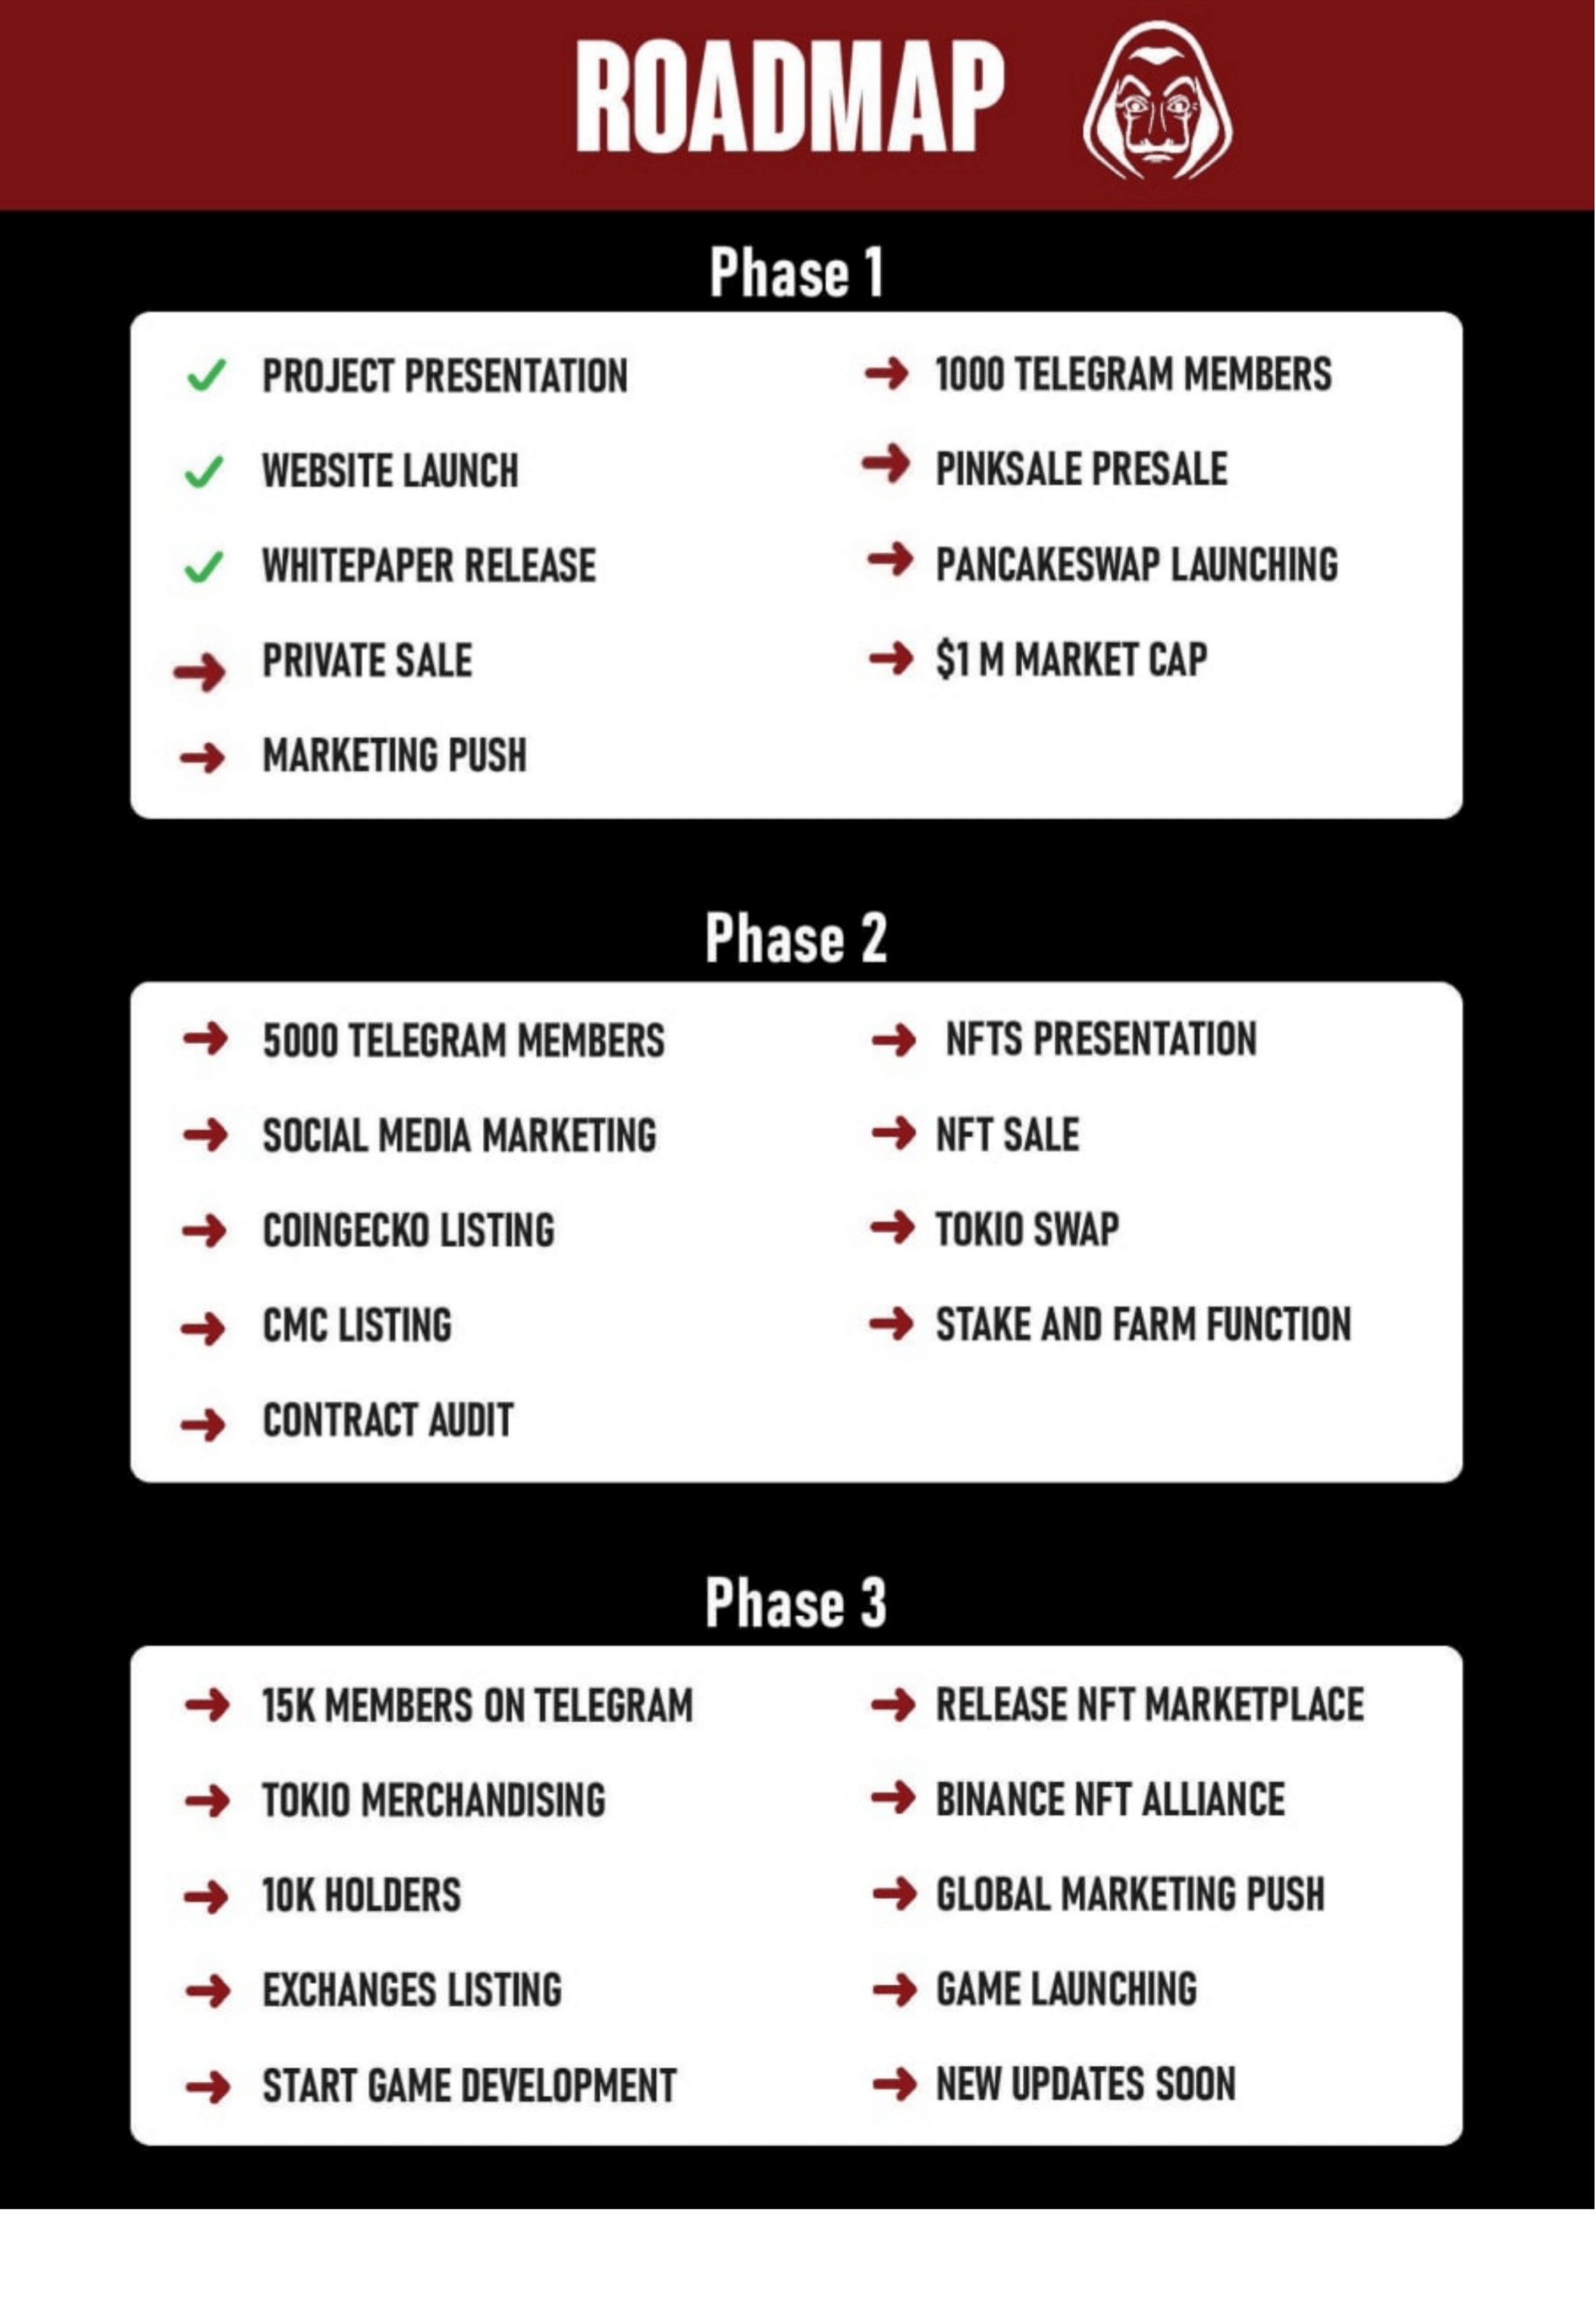 ROADMAP
Phase 1
PROJECT PRESENTATION
WEBSITE LAUNCH
WHITEPAPER RELEASE
PRIVATE SALE
MARKETING PUSH
1000 TELEGRAM MEMBERS
PINKSALE PRESALE
PANCAKESWAP LAUNCHING
$1 M MARKET CAP
Phase 2
5000 TELEGRAM MEMBERS
SOCIAL MEDIA MARKETING
COINGECKO LISTING
CMC LISTING
CONTRACT AUDIT
NFTS PRESENTATION
NFT SALE
TOKIO SWAP
STAKE AND FARM FUNCTION
Phase 3
15K MEMBERS ON TELEGRAM
TOKIO MERCHANDISING
10K HOLDERS
EXCHANGES LISTING
START GAME DEVELOPMENT
RELEASE NFT MARKETPLACE
BINANCE NFT ALLIANCE
GLOBAL MARKETING PUSH
GAME LAUNCHING
NEW UPDATES SOON